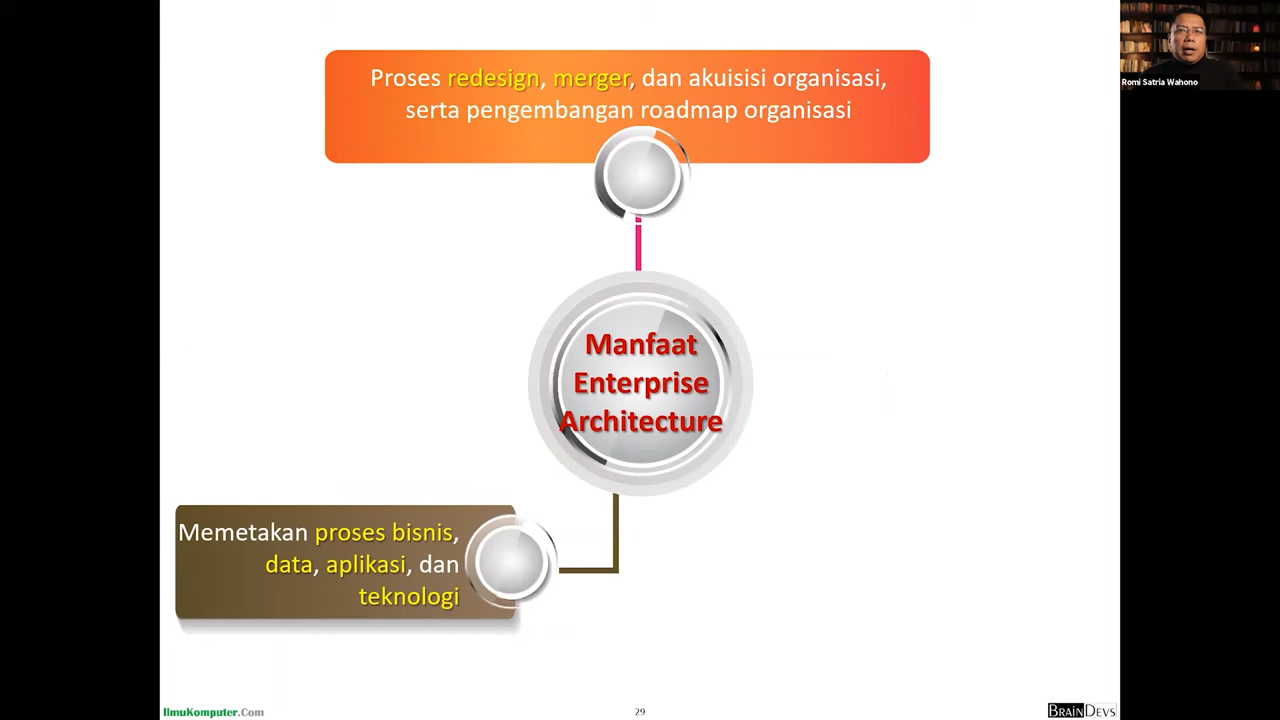 Proses redesign, merger, dan akuisisi organisasi,
serta pengembangan roadmap organisasi
Romi Satria Wahono
Manfaat
Enterprise
Architecture
Memetakan proses bisnis,
data, aplikasi, dan
teknologi
IlmuKomputer.Com
29
BRAINDEVS